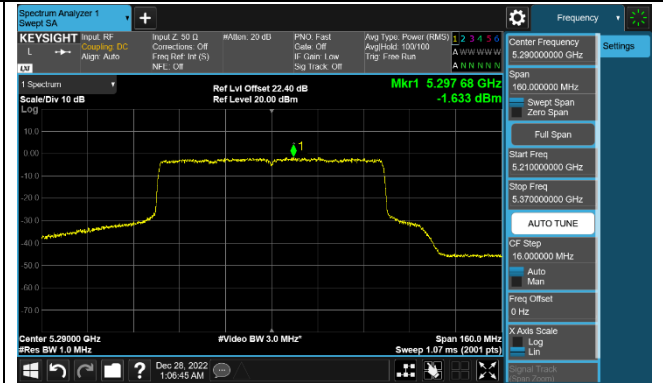 Spectrum Analyzer 1
Swept SA
Frequency
KEYSIGHT
L
LXI
Input: RF
Coupling: DC
Align: Auto
Input Z: 50 Ω
Corrections: Off
Freq Ref: Int (S)
NFE: Off
#Atten: 20 dB
PNO: Fast
Gate: Off
IF Gain: Low
Sig Track: Off
Avg Type: Power (RMS)
Avg|Hold: 100/100
Trig: Free Run
1 2 3 4 5 6
A W W W W W
A N N N N N
1 Spectrum
Scale/Div 10 dB
Log
Ref Lvl Offset 22.40 dB
Ref Level 20.00 dBm
Mkr1 5.297 68 GHz
-1.633 dBm
1
10.0
0.00
-10.0
-20.0
-30.0
-40.0
-50.0
-60.0
-70.0
Center 5.29000 GHz
#Res BW 1.0 MHz
#Video BW 3.0 MHz*
Span 160.0 MHz
Sweep 1.07 ms (2001 pts)
Center Frequency
5.290000000 GHz
Settings
Span
160.000000 MHz
Swept Span
Zero Span
Full Span
Start Freq
5.210000000 GHz
Stop Freq
5.370000000 GHz
AUTO TUNE
CF Step
16.000000 MHz
Auto
Man
Freq Offset
0 Hz
X Axis Scale
Log
Lin
Signal Track
(Span Zoom)
Dec 28, 2022
1:06:45 AM